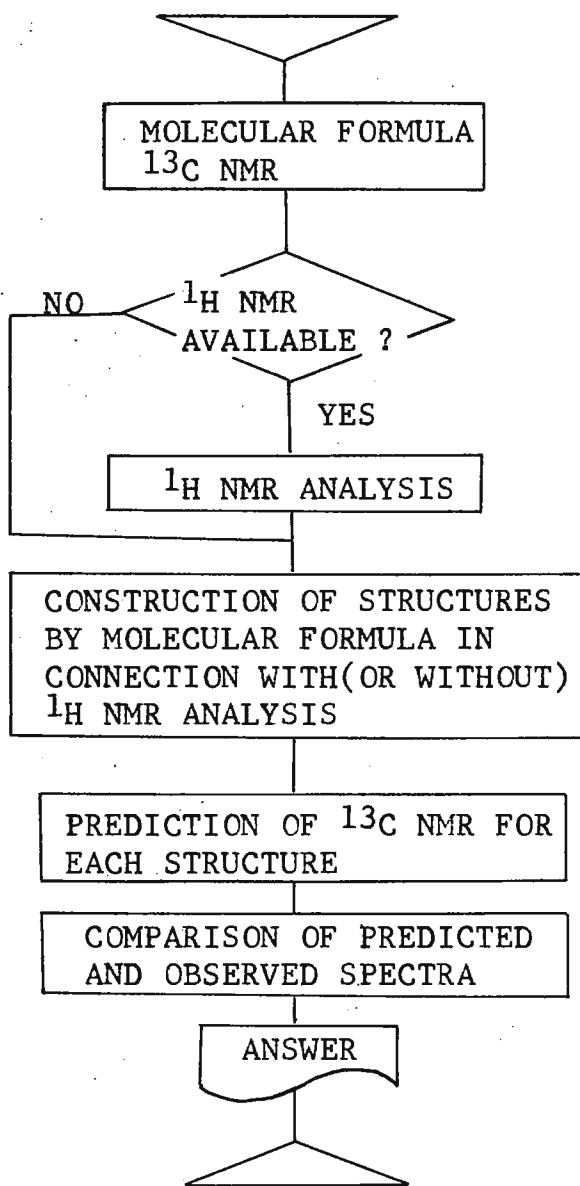 MOLECULAR FORMULA
¹³C NMR
¹H NMR
AVAILABLE ?
NO
YES
¹H NMR ANALYSIS
CONSTRUCTION OF STRUCTURES
BY MOLECULAR FORMULA IN
CONNECTION WITH(OR WITHOUT)
¹H NMR ANALYSIS
PREDICTION OF ¹³C NMR FOR
EACH STRUCTURE
COMPARISON OF PREDICTED
AND OBSERVED SPECTRA
ANSWER